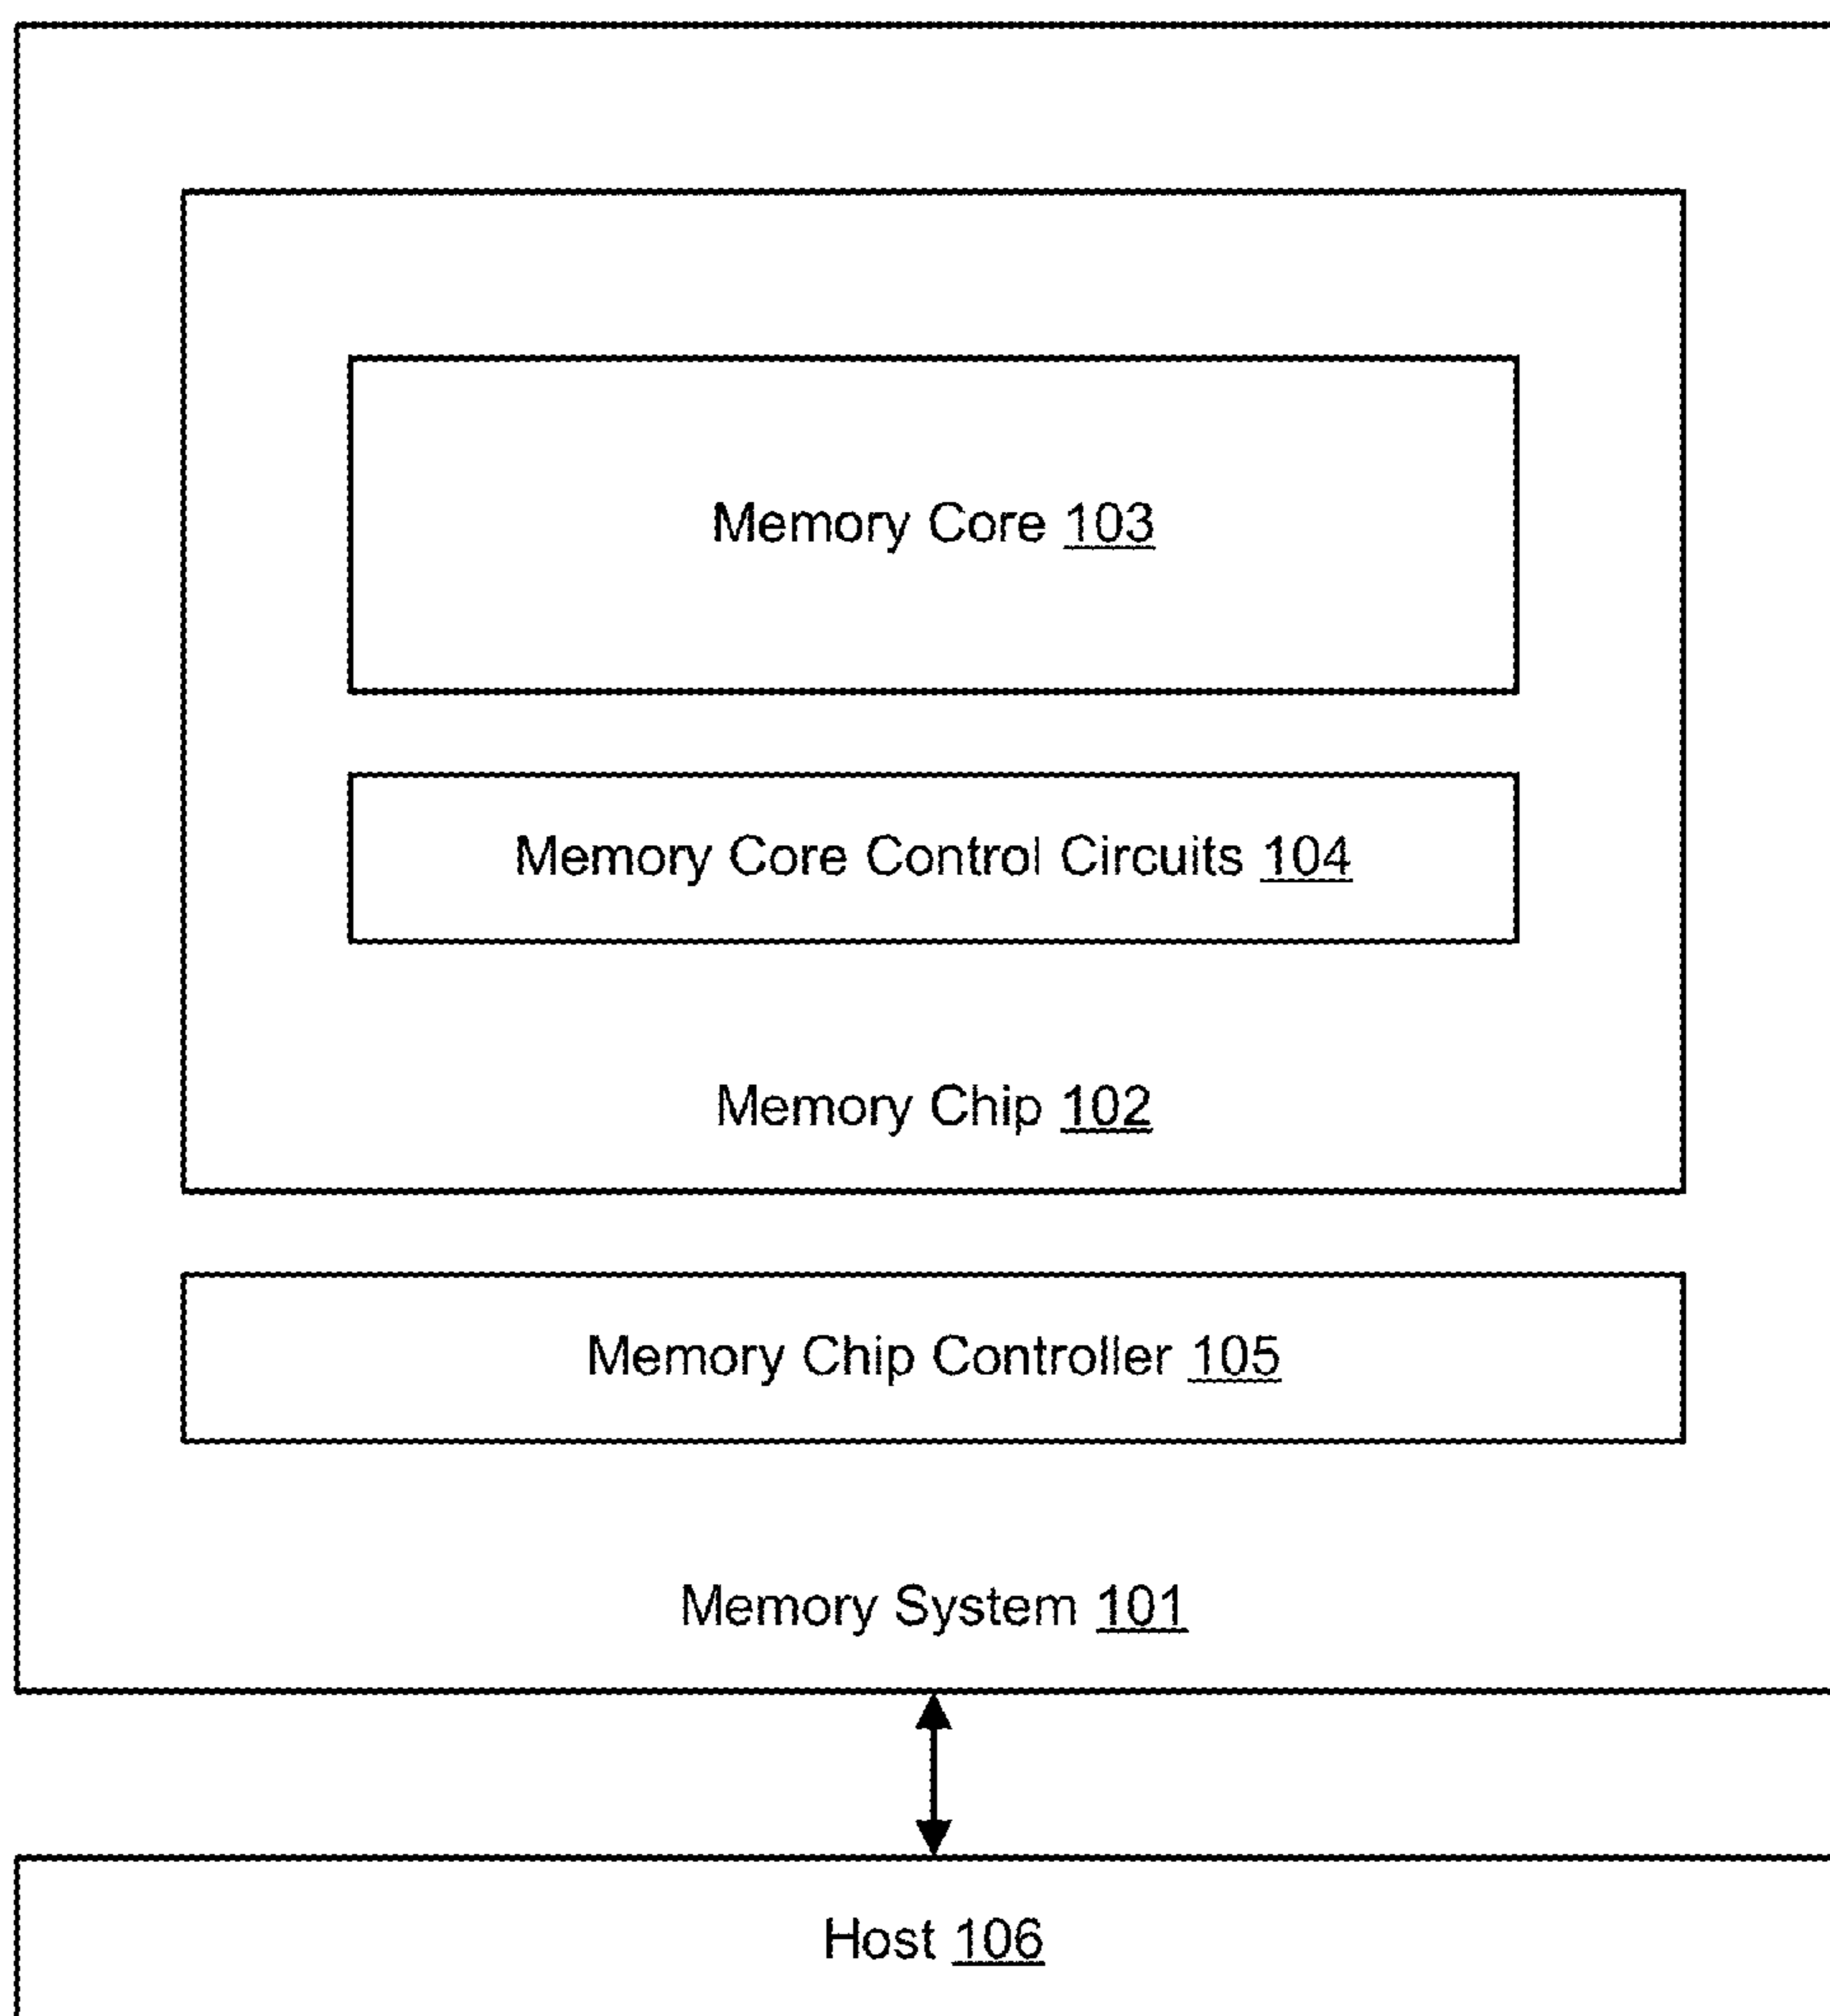 Memory Core 103
Memory Core Control Circuits 104
Memory Chip 102
Memory Chip Controller 105
Memory System 101
Host 106